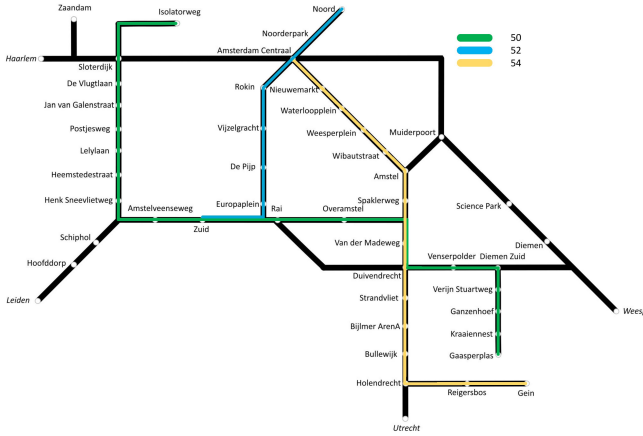 Zaandam
Isolatorweg
Noord
Noorderpark
50
52
54
Haarlem
Sloterdijk
Amsterdam Centraal
De Vlugtlaan
Rokin
Nieuwemarkt
Jan van Galenstraat
Waterloopplein
Postjesweg
Vijzelgracht
Weesperplein
Muiderpoort
Lelylaan
Wibautstraat
De Pijp
Heemstedestraat
Amstel
Henk Sneevlietweg
Europaplein
Spaklerweg
Science Park
Amstelveenseweg
Rai
Overamstel
Zuid
Schiphol
Van der Madeweg
Diemen
Hoofddorp
Venserpolder
Diemen Zuid
Duivendrecht
Verijn Stuartweg
Leiden
Strandvliet
Ganzenhoef
Weesp
Bijlmer ArenA
Kraaiennest
Bullewijk
Gaasperplas
Holendrecht
Reigersbos
Gein
Utrecht